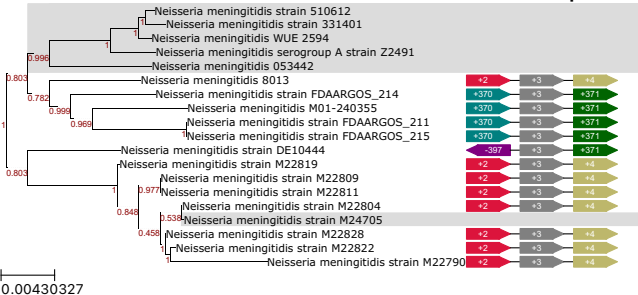 Neisseria meningitidis strain 510612
Neisseria meningitidis strain 331401
Neisseria meningitidis WUE 2594
Neisseria meningitidis serogroup A strain Z2491
Neisseria meningitidis 053442
Neisseria meningitidis 8013 +2 +3 +4
Neisseria meningitidis strain FDAARGOS_214 +370 +3 +371
Neisseria meningitidis M01-240355 +370 +3 +371
Neisseria meningitidis strain FDAARGOS_211 +370 +3 +371
Neisseria meningitidis strain FDAARGOS_215 +370 +3 +371
Neisseria meningitidis strain DE10444 -397 +3 +371
Neisseria meningitidis strain M22819 +2 +3 +4
Neisseria meningitidis strain M22809 +2 +3 +4
Neisseria meningitidis strain M22811 +2 +3 +4
Neisseria meningitidis strain M22804 +2 +3 +4
Neisseria meningitidis strain M24705
Neisseria meningitidis strain M22828 +2 +3 +4
Neisseria meningitidis strain M22822 +2 +3 +4
Neisseria meningitidis strain M22790 +2 +3 +4
1
1
1
0.996
0.803
0.782
0.999
0.969
1
1
0.803
1
0.977
0.848
0.538
0.458
1
1
0.00430327